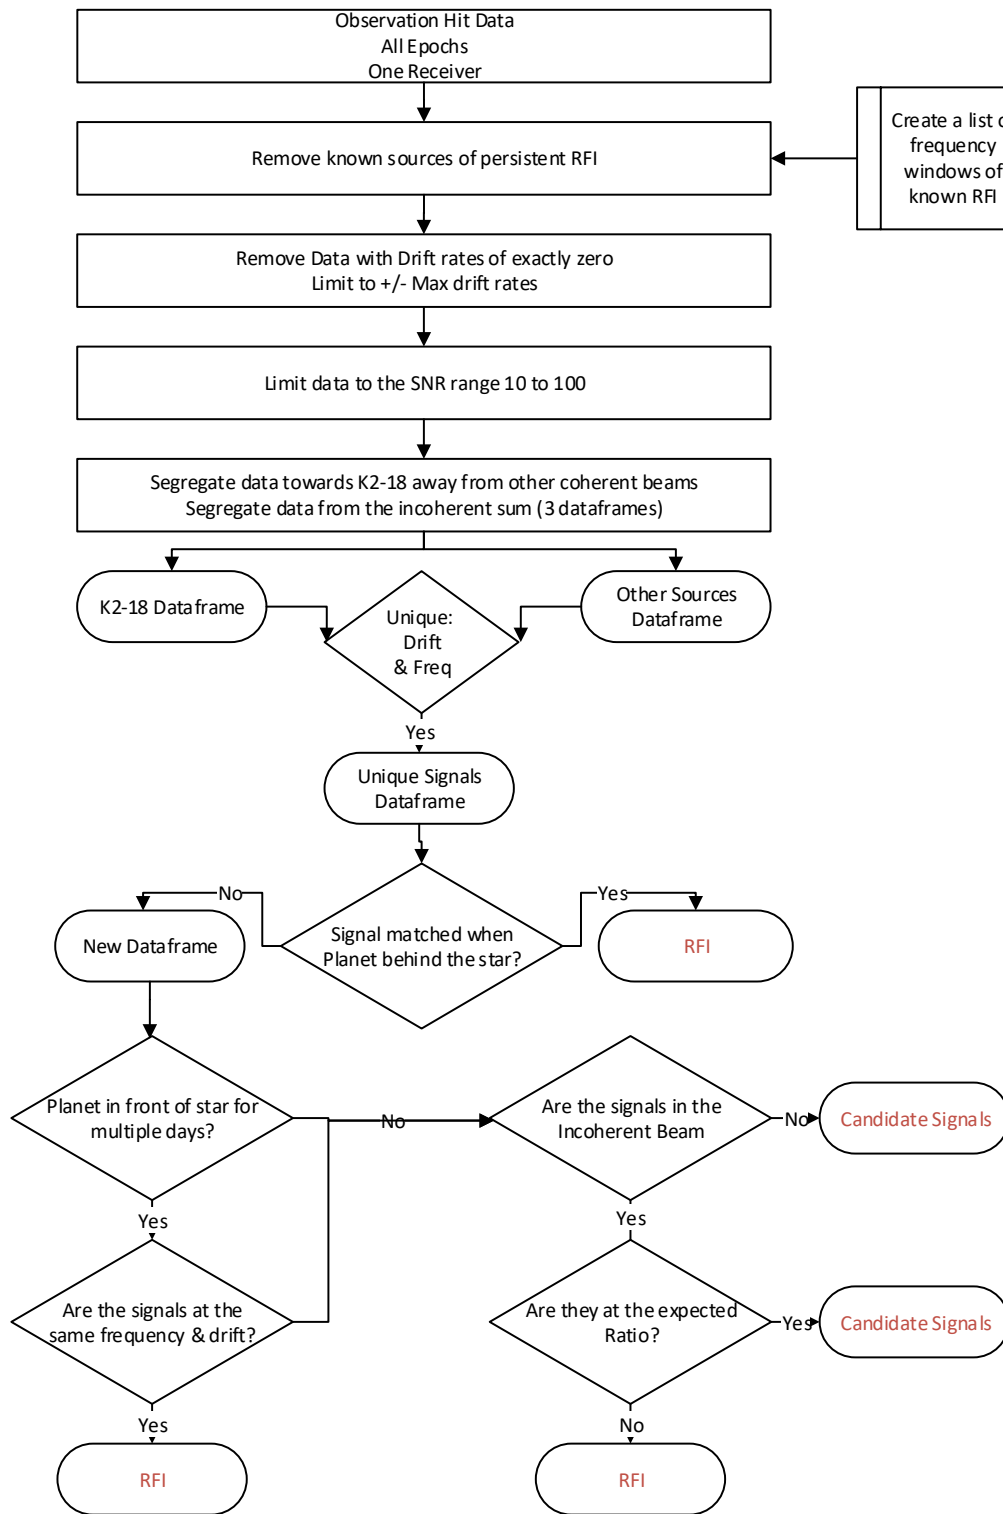 Observation Hit Data
All Epochs
One Receiver
Remove known sources of persistent RFI
Create a list
frequency
windows of
known RFI
Remove Data with Drift rates of exactly zero
Limit to +/- Max drift rates
Limit data to the SNR range 10 to 100
Segregate data towards K2-18 away from other coherent beams
Segregate data from the incoherent sum (3 dataframes)
K2-18 Dataframe
Unique:
Drift
& Freq
Other Sources
Dataframe
Yes
Unique Signals
Dataframe
No
Yes
New Dataframe
Signal matched when
Planet behind the star?
RFI
Planet in front of star for
multiple days?
No
Are the signals in the
Incoherent Beam
No
Candidate Signals
Yes
Yes
Are the signals at the
same frequency & drift?
Are they at the expected
Ratio?
Yes
Candidate Signals
Yes
No
RFI
RFI